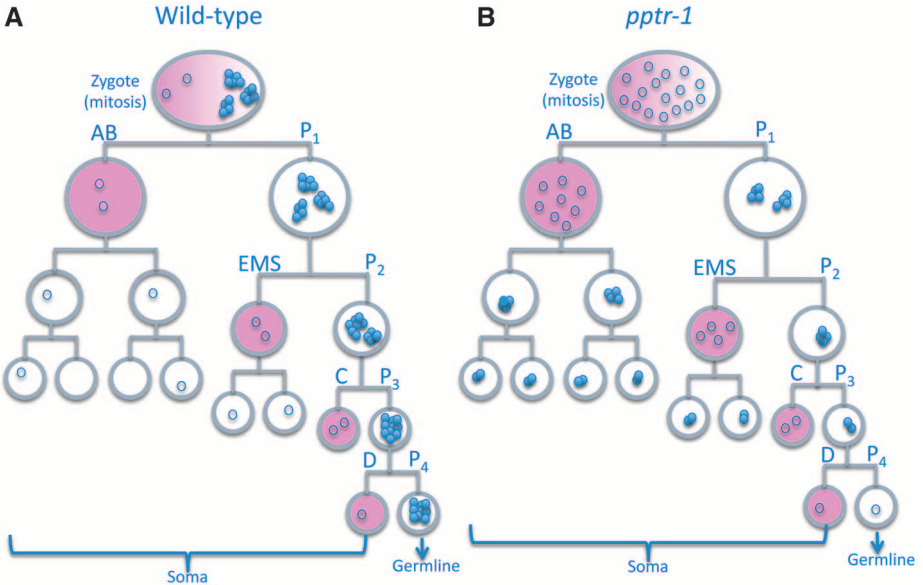 A
Wild-type
Zygote
(mitosis)
AB
P1
EMS
P2
C
P3
D
P4
Soma
Germline
B
pptr-1
Zygote
(mitosis)
AB
P1
EMS
P2
C
P3
D
P4
Soma
Germline